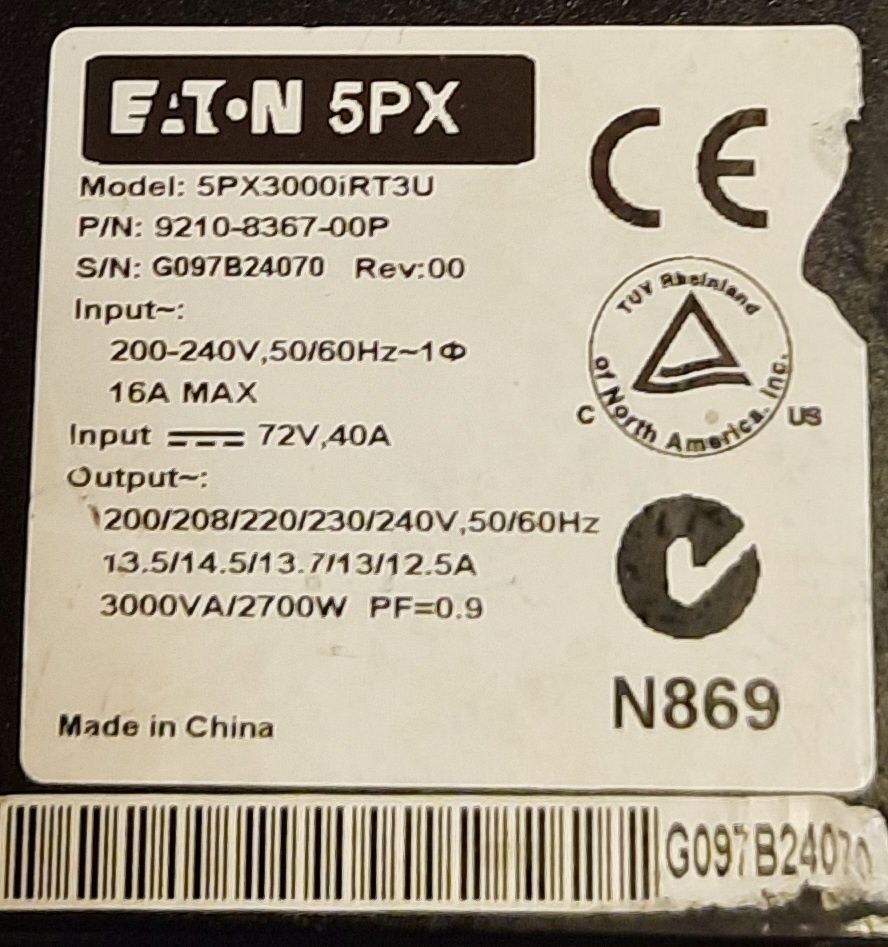 EATON 5PX
Model: 5PX3000iRT3U
P/N: 9210-8367-00P
S/N: G097B24070 Rev:00
Input~:
200-240V,50/60Hz~1Φ
16A MAX
Input ⎓ 72V,40A
Output~:
200/208/220/230/240V,50/60Hz
13.5/14.5/13.7/13/12.5A
3000VA/2700W PF=0.9
Made in China
CE
TUV Rheinland
of North America, Inc.
C US
N869
G097B24070